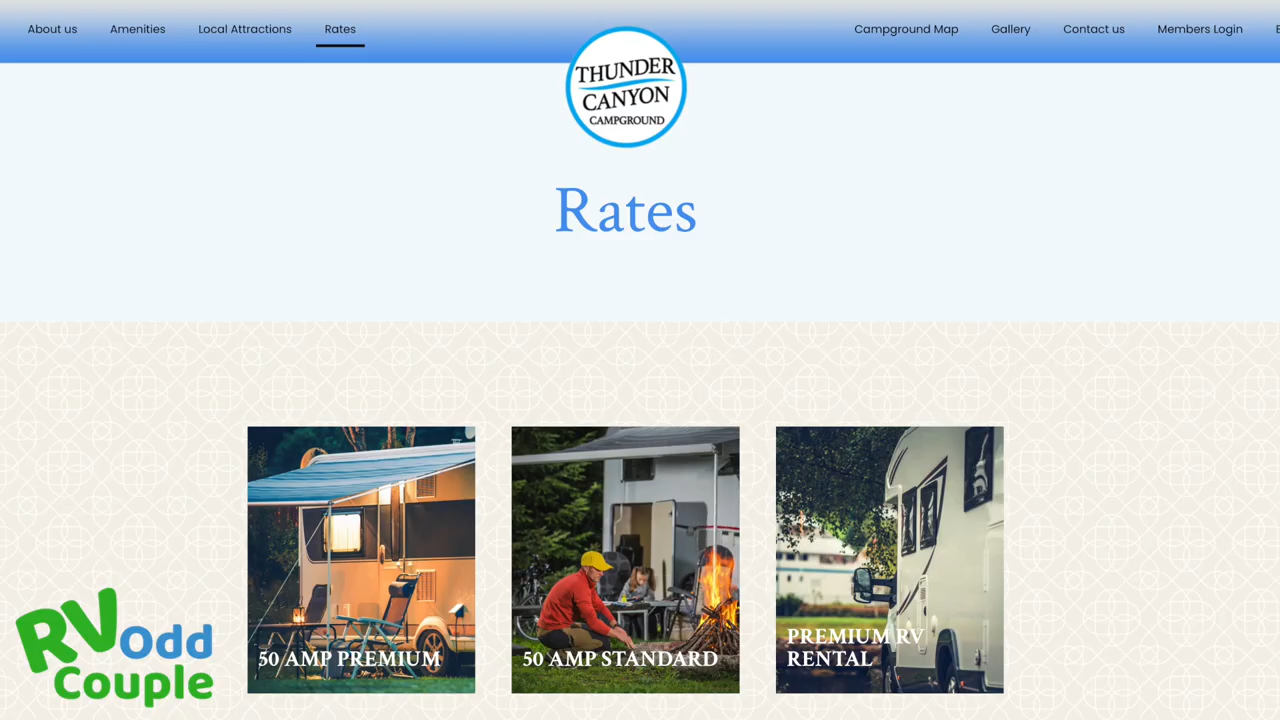 About us
Amenities
Local Attractions
Rates
Campground Map
Gallery
Contact us
Members Login
THUNDER
CANYON
CAMPGROUND
Rates
50 AMP PREMIUM
50 AMP STANDARD
PREMIUM RV
RENTAL
RV Odd
Couple